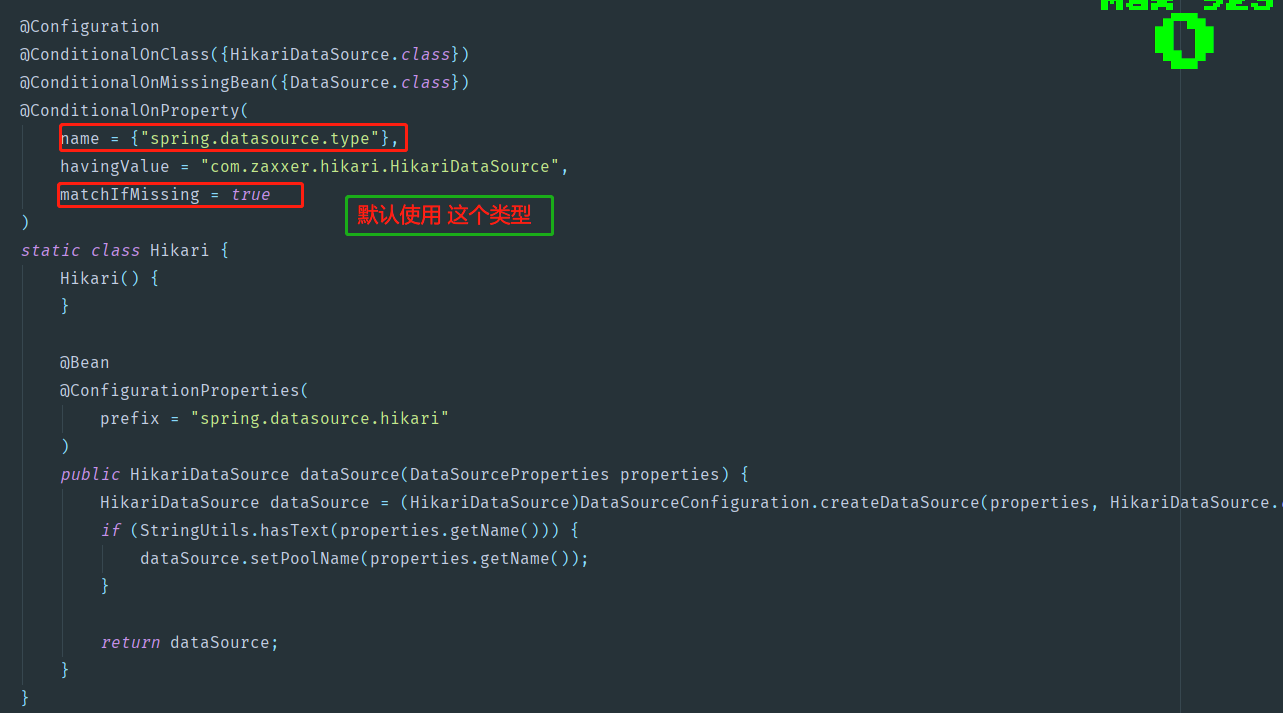 @Configuration
@ConditionalOnClass({HikariDataSource.class})
@ConditionalOnMissingBean({DataSource.class})
@ConditionalOnProperty(
name = {"spring.datasource.type"},
havingValue = "com.zaxxer.hikari.HikariDataSource",
matchIfMissing = true
默认使用 这个类型
)
static class Hikari {
Hikari() {
}
@Bean
@ConfigurationProperties(
prefix = "spring.datasource.hikari"
)
public HikariDataSource dataSource(DataSourceProperties properties) {
HikariDataSource dataSource = (HikariDataSource)DataSourceConfiguration.createDataSource(properties, HikariDataSource.
if (StringUtils.hasText(properties.getName())) {
dataSource.setPoolName(properties.getName());
}
return dataSource;
}
}
0